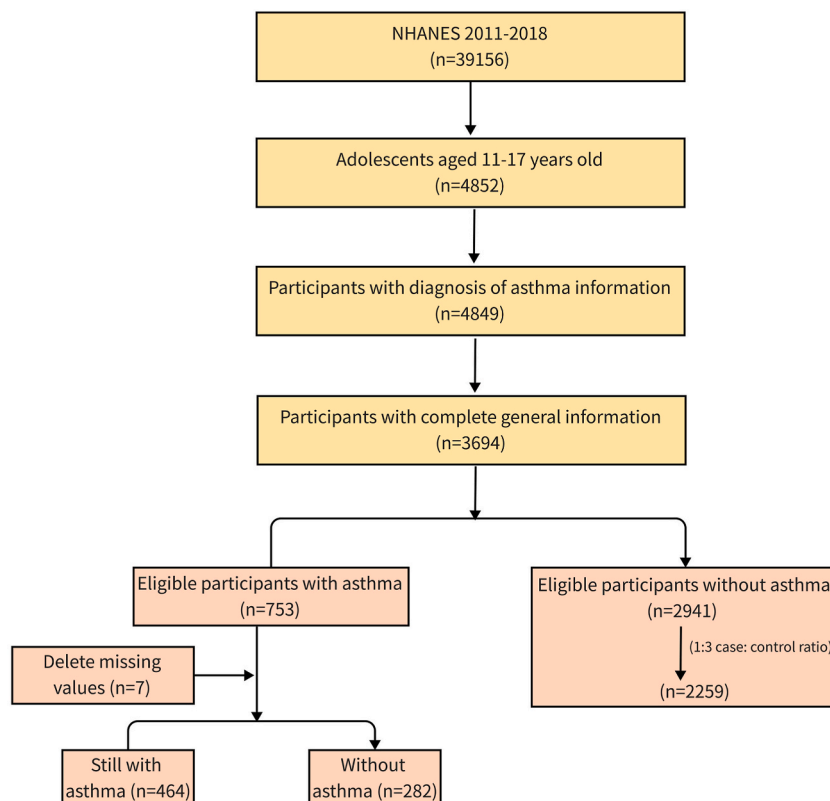 NHANES 2011-2018
(n=39156)
Adolescents aged 11-17 years old
(n=4852)
Participants with diagnosis of asthma information
(n=4849)
Participants with complete general information
(n=3694)
Eligible participants with asthma
(n=753)
Eligible participants without asthma
(n=2941)
(1:3 case: control ratio)
(n=2259)
Delete missing
values (n=7)
Still with
asthma (n=464)
Without
asthma (n=282)